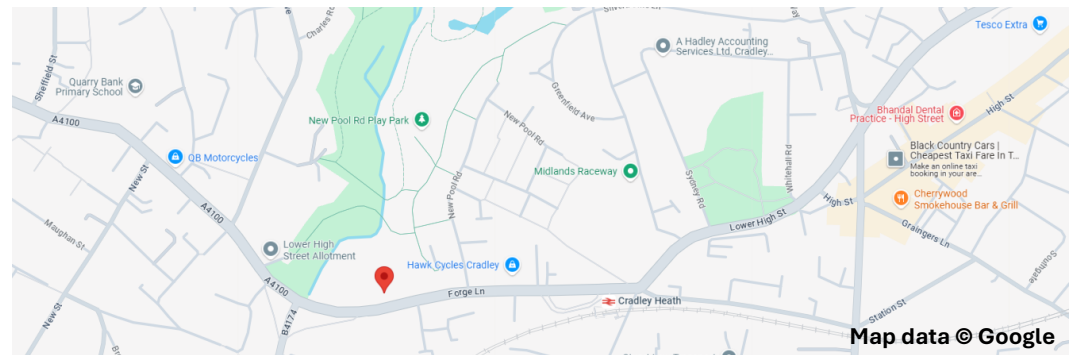 Charles Rd
Tesco Extra
A Hadley Accounting
Services Ltd, Cradley...
Sheffield St
Quarry Bank
Primary School
High St
Greenfield Ave
Bhandal Dental
Practice - High Street
A4100
New Pool Rd Play Park
New Pool Rd
Black Country Cars |
Cheapest Taxi Fare In T...
Make an online taxi
booking in your are...
QB Motorcycles
Midlands Raceway
Whitehall Rd
New St
Sydney Rd
New Pool Rd
High St
Cherrywood
Smokehouse Bar & Grill
A4100
Maughan St
Lower High St
Graingers Ln
Lower High
Street Allotment
Hawk Cycles Cradley
Southgate
A4100
Forge Ln
Cradley Heath
New St
B4174
Station St
Map data © Google